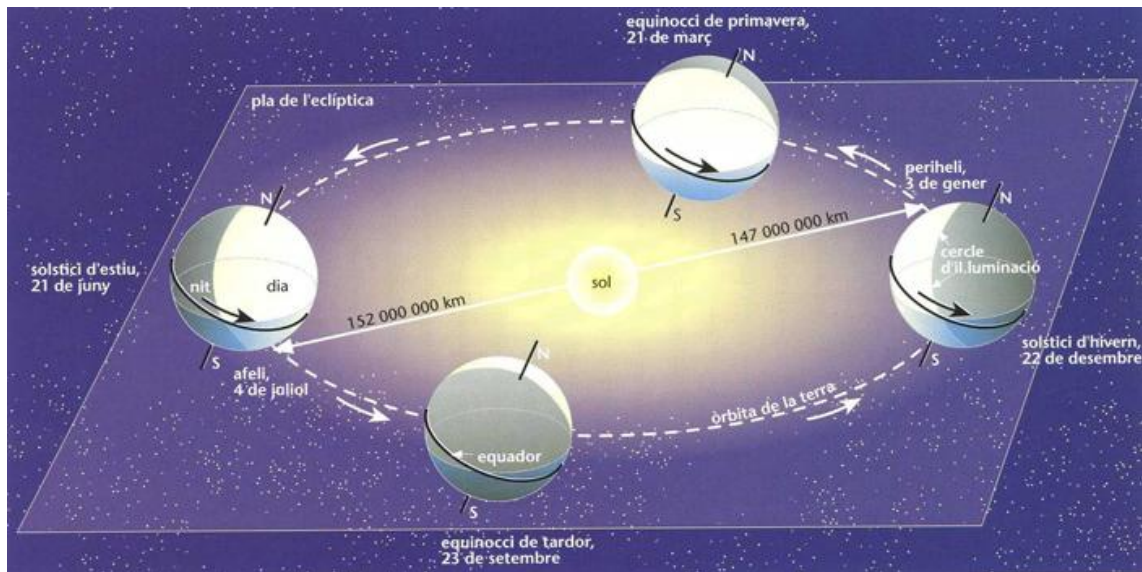 equinocci de primavera,
21 de març
N
S
pla de l'eclíptica
periheli,
3 de gener
N
cercle
d'il.luminació
S
solstici d'hivern,
22 de desembre
147 000 000 km
sol
152 000 000 km
solstici d'estiu,
21 de juny
N
nit
dia
S
afeli,
4 de juliol
N
equador
S
òrbita de la terra
equinocci de tardor,
23 de setembre